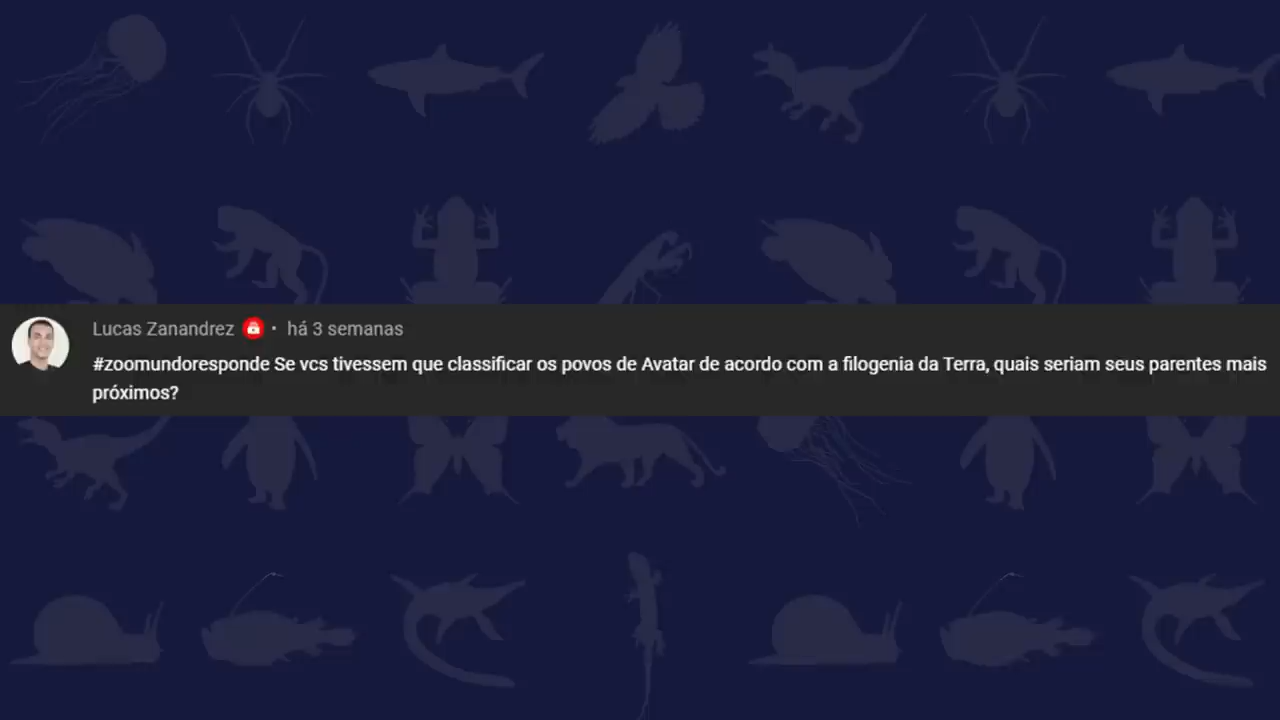 Lucas Zanandrez · há 3 semanas
#zoomundoresponde Se vcs tivessem que classificar os povos de Avatar de acordo com a filogenia da Terra, quais seriam seus parentes mais
próximos?